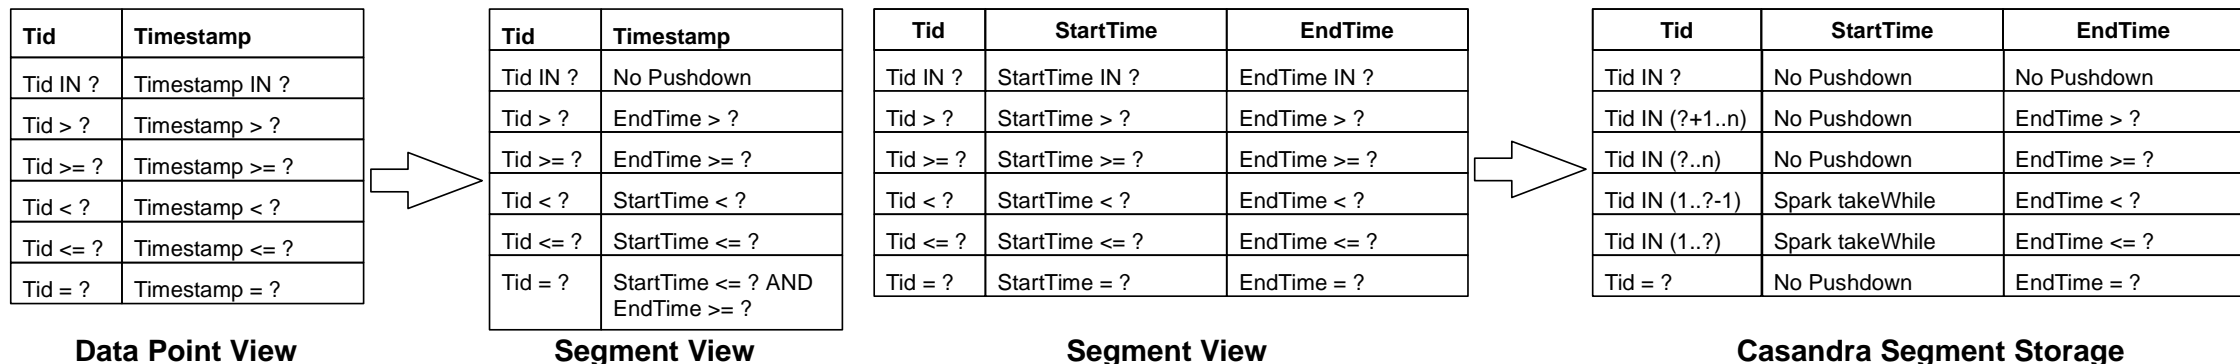 Tid Timestamp
Tid IN ? Timestamp IN ?
Tid > ? Timestamp > ?
Tid >= ? Timestamp >= ?
Tid < ? Timestamp < ?
Tid <= ? Timestamp <= ?
Tid = ? Timestamp = ?
Data Point View
Tid Timestamp
Tid IN ? No Pushdown
Tid > ? EndTime > ?
Tid >= ? EndTime >= ?
Tid < ? StartTime < ?
Tid <= ? StartTime <= ?
Tid = ? StartTime <= ? AND
EndTime >= ?
Segment View
Tid StartTime EndTime
Tid IN ? StartTime IN ? EndTime IN ?
Tid > ? StartTime > ? EndTime > ?
Tid >= ? StartTime >= ? EndTime >= ?
Tid < ? StartTime < ? EndTime < ?
Tid <= ? StartTime <= ? EndTime <= ?
Tid = ? StartTime = ? EndTime = ?
Segment View
Tid StartTime EndTime
Tid IN ? No Pushdown No Pushdown
Tid IN (?+1..n) No Pushdown EndTime > ?
Tid IN (?..n) No Pushdown EndTime >= ?
Tid IN (1..?-1) Spark takeWhile EndTime < ?
Tid IN (1..?) Spark takeWhile EndTime <= ?
Tid = ? No Pushdown EndTime = ?
Casandra Segment Storage